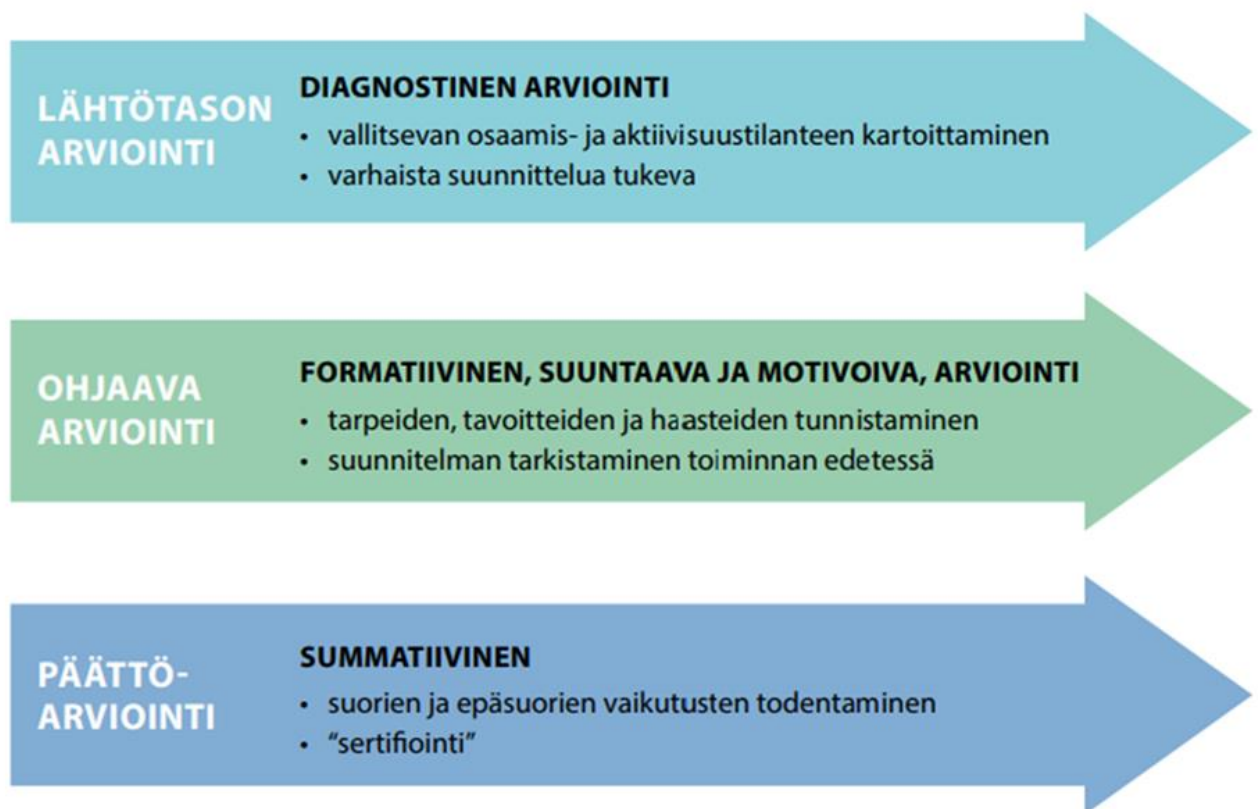 LÄHTÖTASON
ARVIOINTI
DIAGNOSTINEN ARVIOINTI
• vallitsevan osaamis- ja aktiivisuustilanteen kartoittaminen
• varhaista suunnittelua tukeva
OHJAAVA
ARVIOINTI
FORMATIIVINEN, SUUNTAAVA JA MOTIVOIVA, ARVIOINTI
• tarpeiden, tavoitteiden ja haasteiden tunnistaminen
• suunnitelman tarkistaminen toiminnan edetessä
PÄÄTTÖ-
ARVIOINTI
SUMMATIIVINEN
• suorien ja epäsuorien vaikutusten todentaminen
• “sertifiointi”